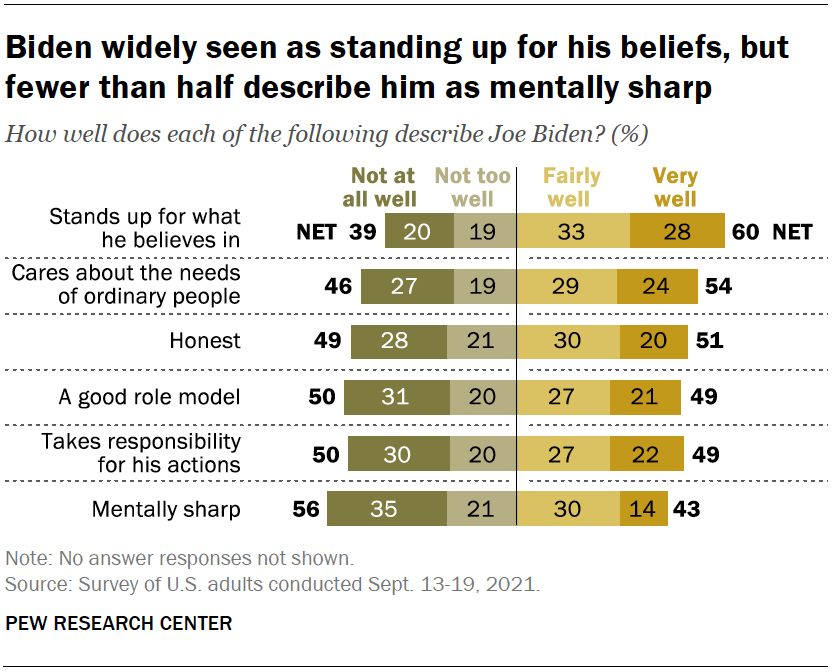 Biden widely seen as standing up for his beliefs, but
fewer than half describe him as mentally sharp
How well does each of the following describe Joe Biden? (%)
Not at all well Not too well Fairly well Very well
Stands up for what he believes in NET 39 20 19 33 28 60 NET
Cares about the needs of ordinary people 46 27 19 29 24 54
Honest 49 28 21 30 20 51
A good role model 50 31 20 27 21 49
Takes responsibility for his actions 50 30 20 27 22 49
Mentally sharp 56 35 21 30 14 43
Note: No answer responses not shown.
Source: Survey of U.S. adults conducted Sept. 13-19, 2021.
PEW RESEARCH CENTER